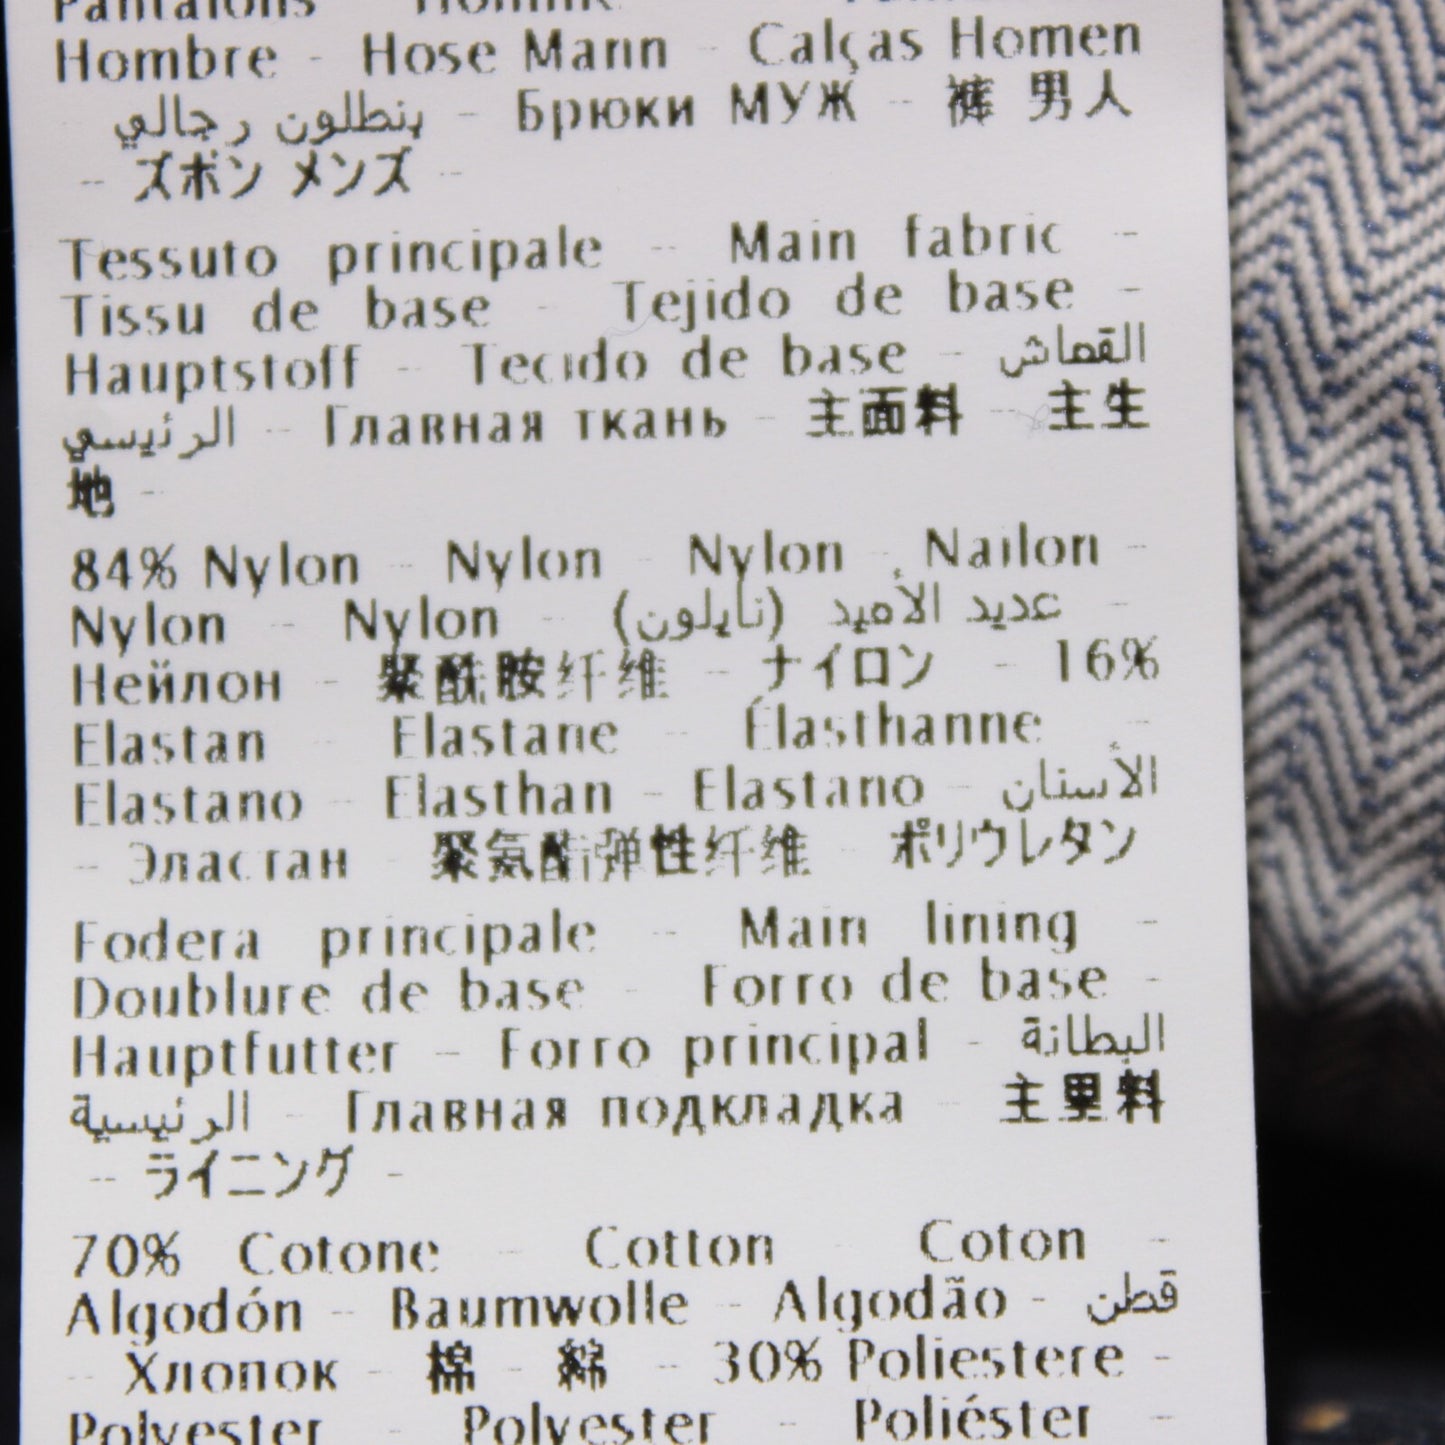 Hombre - Hose Mann - Calças Homen
بنطلون رجالي - Брюки МУЖ - 裤 男人
- ズボン メンズ -
Tessuto principale - Main fabric -
Tissu de base - Tejido de base -
Hauptstoff - Tecido de base - القماش
الرئيسي - Главная ткань - 主面料 - 主生
地 -
84% Nylon - Nylon - Nylon - Nailon -
Nylon - Nylon - عديد الأميد (نايلون) -
Нейлон - 聚酰胺纤维 - ナイロン - 16%
Elastan - Elastane - Élasthanne -
Elastano - Elasthan - Elastano - الأستان
- Эластан - 聚氨酯弹性纤维 - ポリウレタン
Fodera principale - Main lining -
Doublure de base - Forro de base -
Hauptfutter - Forro principal - البطانة
الرئيسية - Главная подкладка - 主里料
- ライニング -
70% Cotone - Cotton - Coton -
Algodón - Baumwolle - Algodão - قطن
- Хлопок - 棉 - 綿 - 30% Poliestere -
Polyester - Polyester - Poliéster -